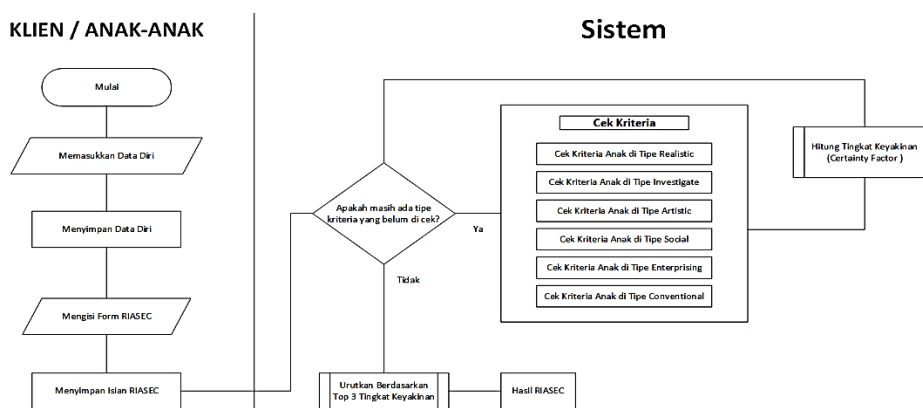 KLIEN / ANAK-ANAK
Mulai
Memasukkan Data Diri
Menyimpan Data Diri
Mengisi Form RIASEC
Menyimpan Isian RIASEC
Sistem
Apakah masih ada tipe
kriteria yang belum di cek?
Ya
Tidak
Cek Kriteria
Cek Kriteria Anak di Tipe Realistic
Cek Kriteria Anak di Tipe Investigate
Cek Kriteria Anak di Tipe Artistic
Cek Kriteria Anak di Tipe Social
Cek Kriteria Anak di Tipe Enterprising
Cek Kriteria Anak di Tipe Conventional
Hitung Tingkat Keyakinan
(Certainty Factor )
Urutkan Berdasarkan
Top 3 Tingkat Keyakinan
Hasil RIASEC